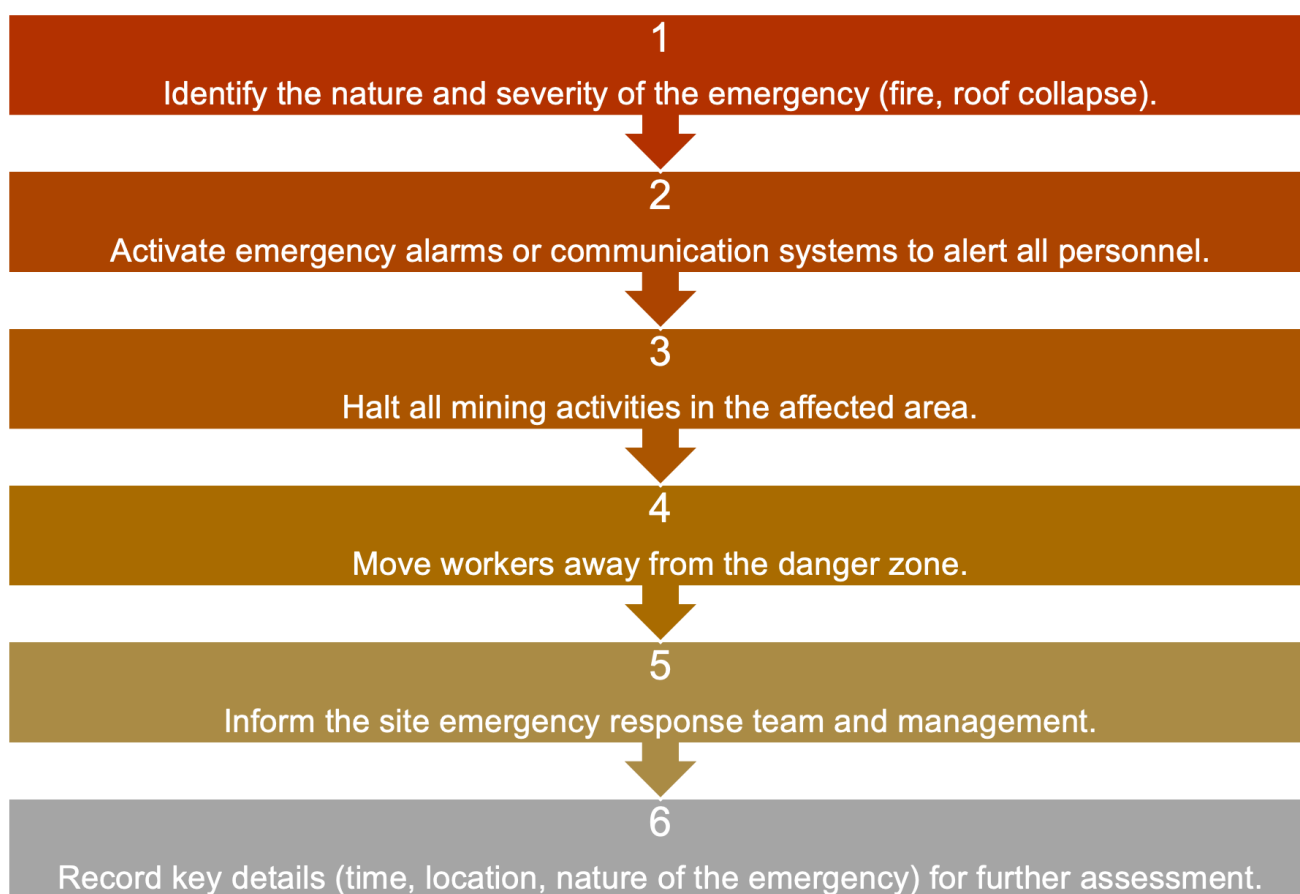 1
Identify the nature and severity of the emergency (fire, roof collapse).
2
Activate emergency alarms or communication systems to alert all personnel.
3
Halt all mining activities in the affected area.
4
Move workers away from the danger zone.
5
Inform the site emergency response team and management.
6
Record key details (time, location, nature of the emergency) for further assessment.